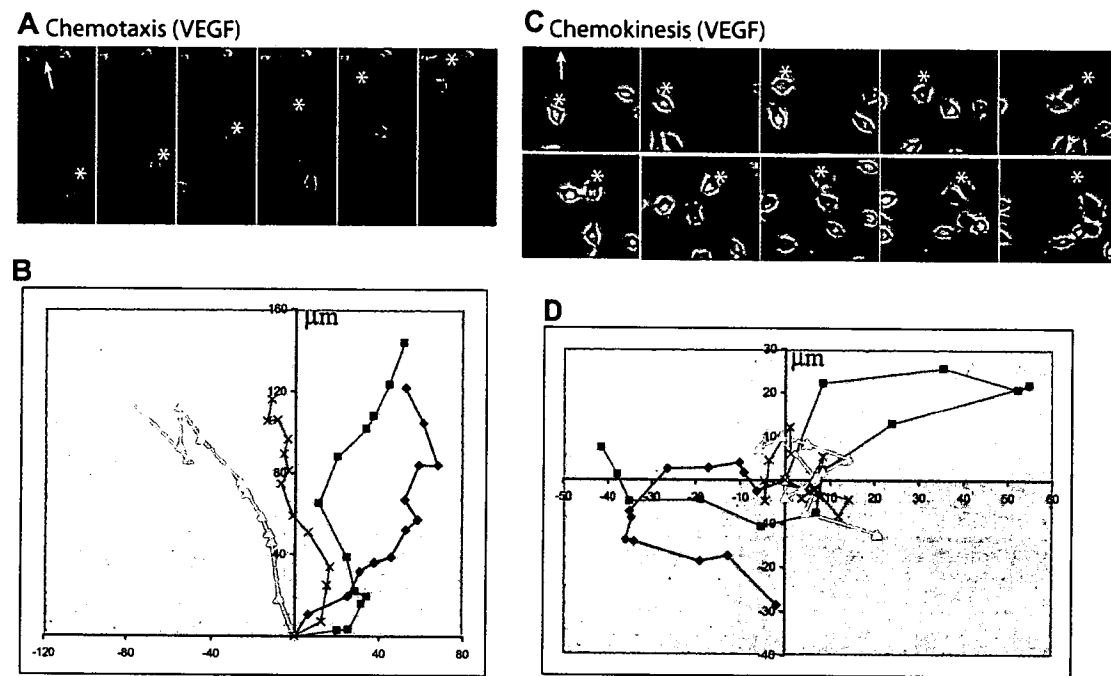 A Chemotaxis (VEGF)
* * * * * *
C Chemokinesis (VEGF)
* * * * *
* * * * *
B
160
μm
120
80
40
-120 -80 -40 40 80
D
30
μm
20
10
-50 -40 -30 -20 -10 10 20 30 40 50 60
-10
-20
-30
-40